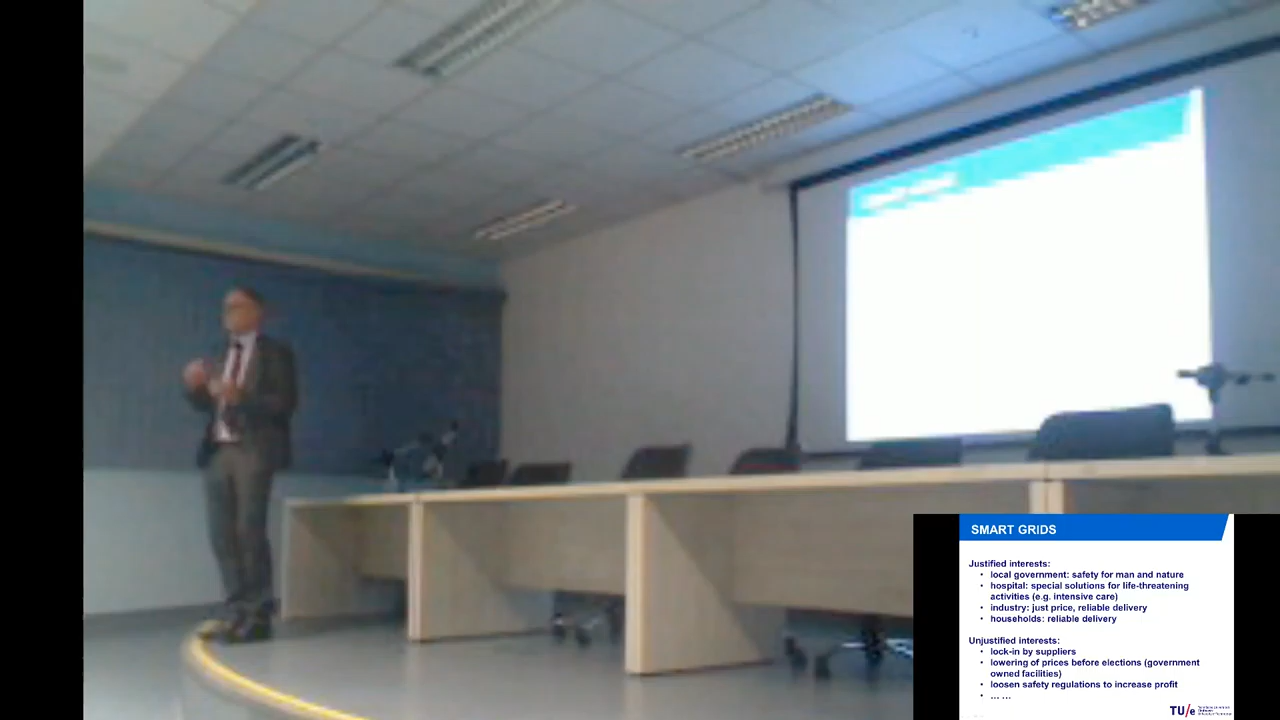 SMART GRIDS
Justified interests:
• local government: safety for man and nature
• hospital: special solutions for life-threatening
activities (e.g. intensive care)
• industry: just price, reliable delivery
• households: reliable delivery
Unjustified interests:
• lock-in by suppliers
• lowering of prices before elections (government
owned facilities)
• loosen safety regulations to increase profit
• ... ...
TU/e